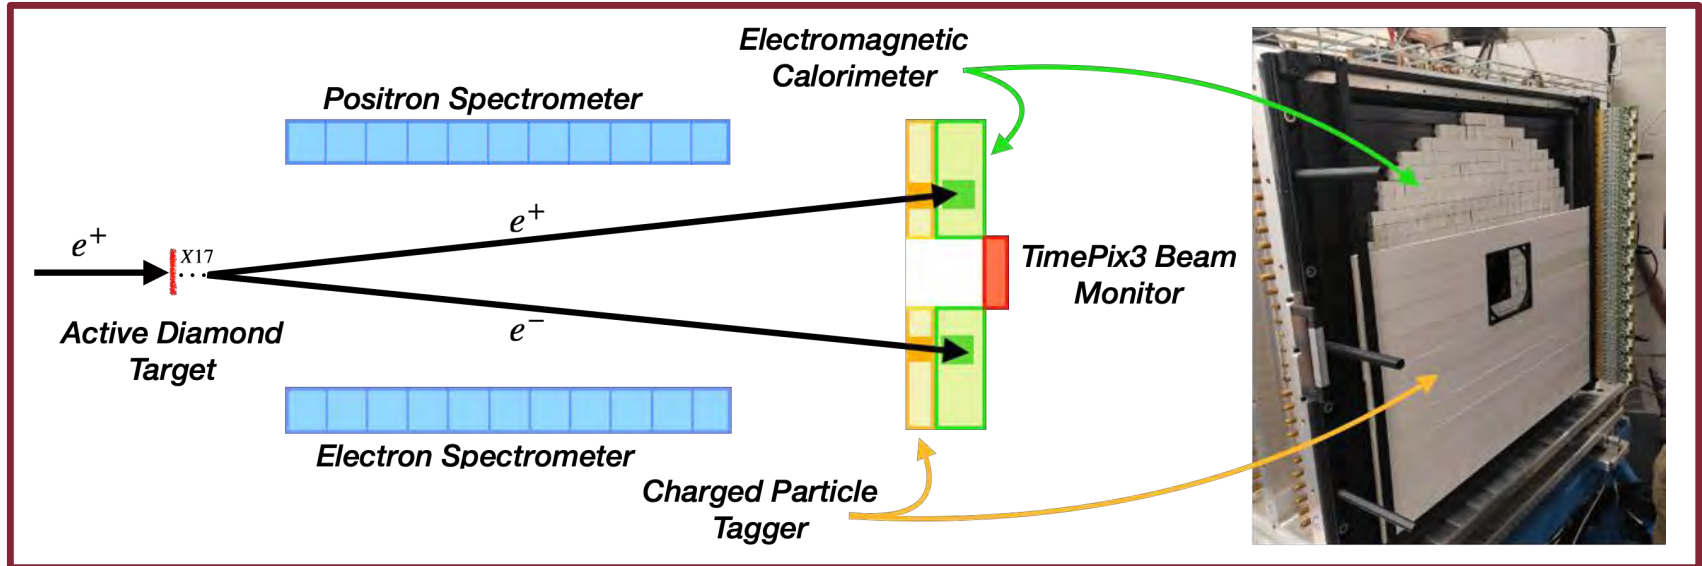 Electromagnetic
Calorimeter
Positron Spectrometer
e⁺
e⁺
X17
...
TimePix3 Beam
Monitor
Active Diamond
Target
e⁻
Electron Spectrometer
Charged Particle
Tagger